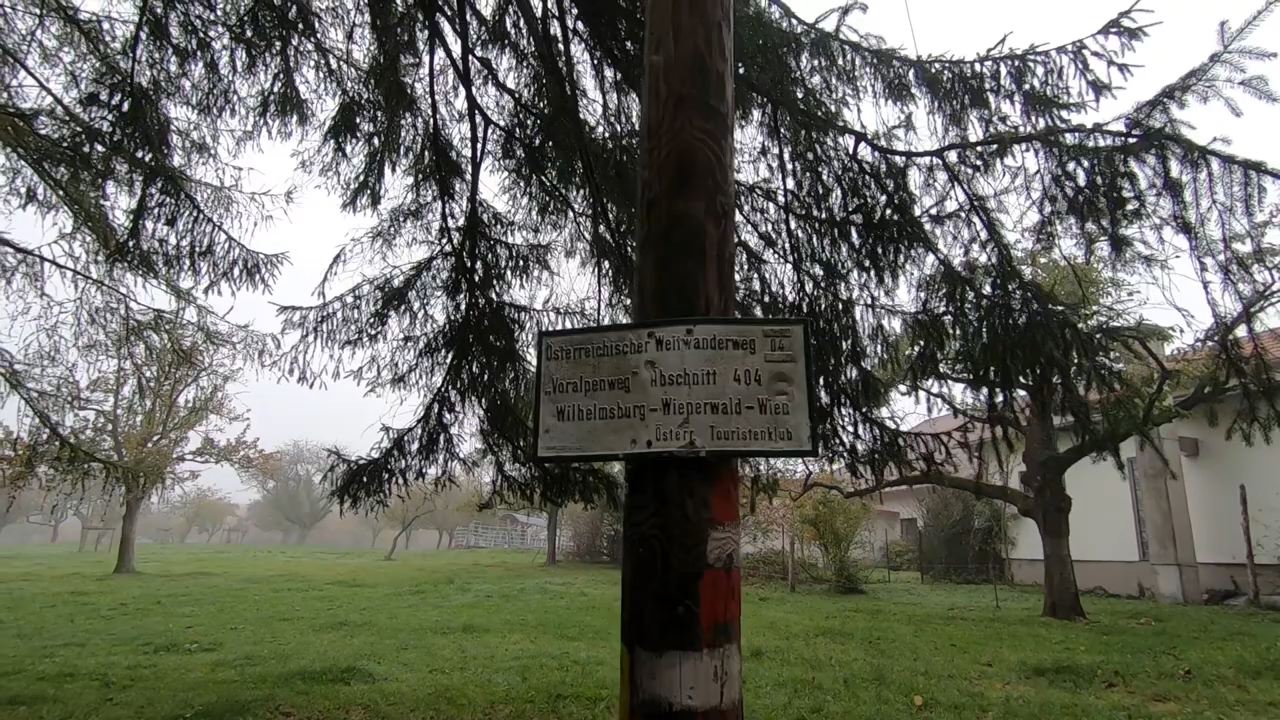 Österreichischer Weitwanderweg 04
„Voralpenweg" Abschnitt 404
Wilhelmsburg–Wienerwald–Wien
Österr. Touristenklub